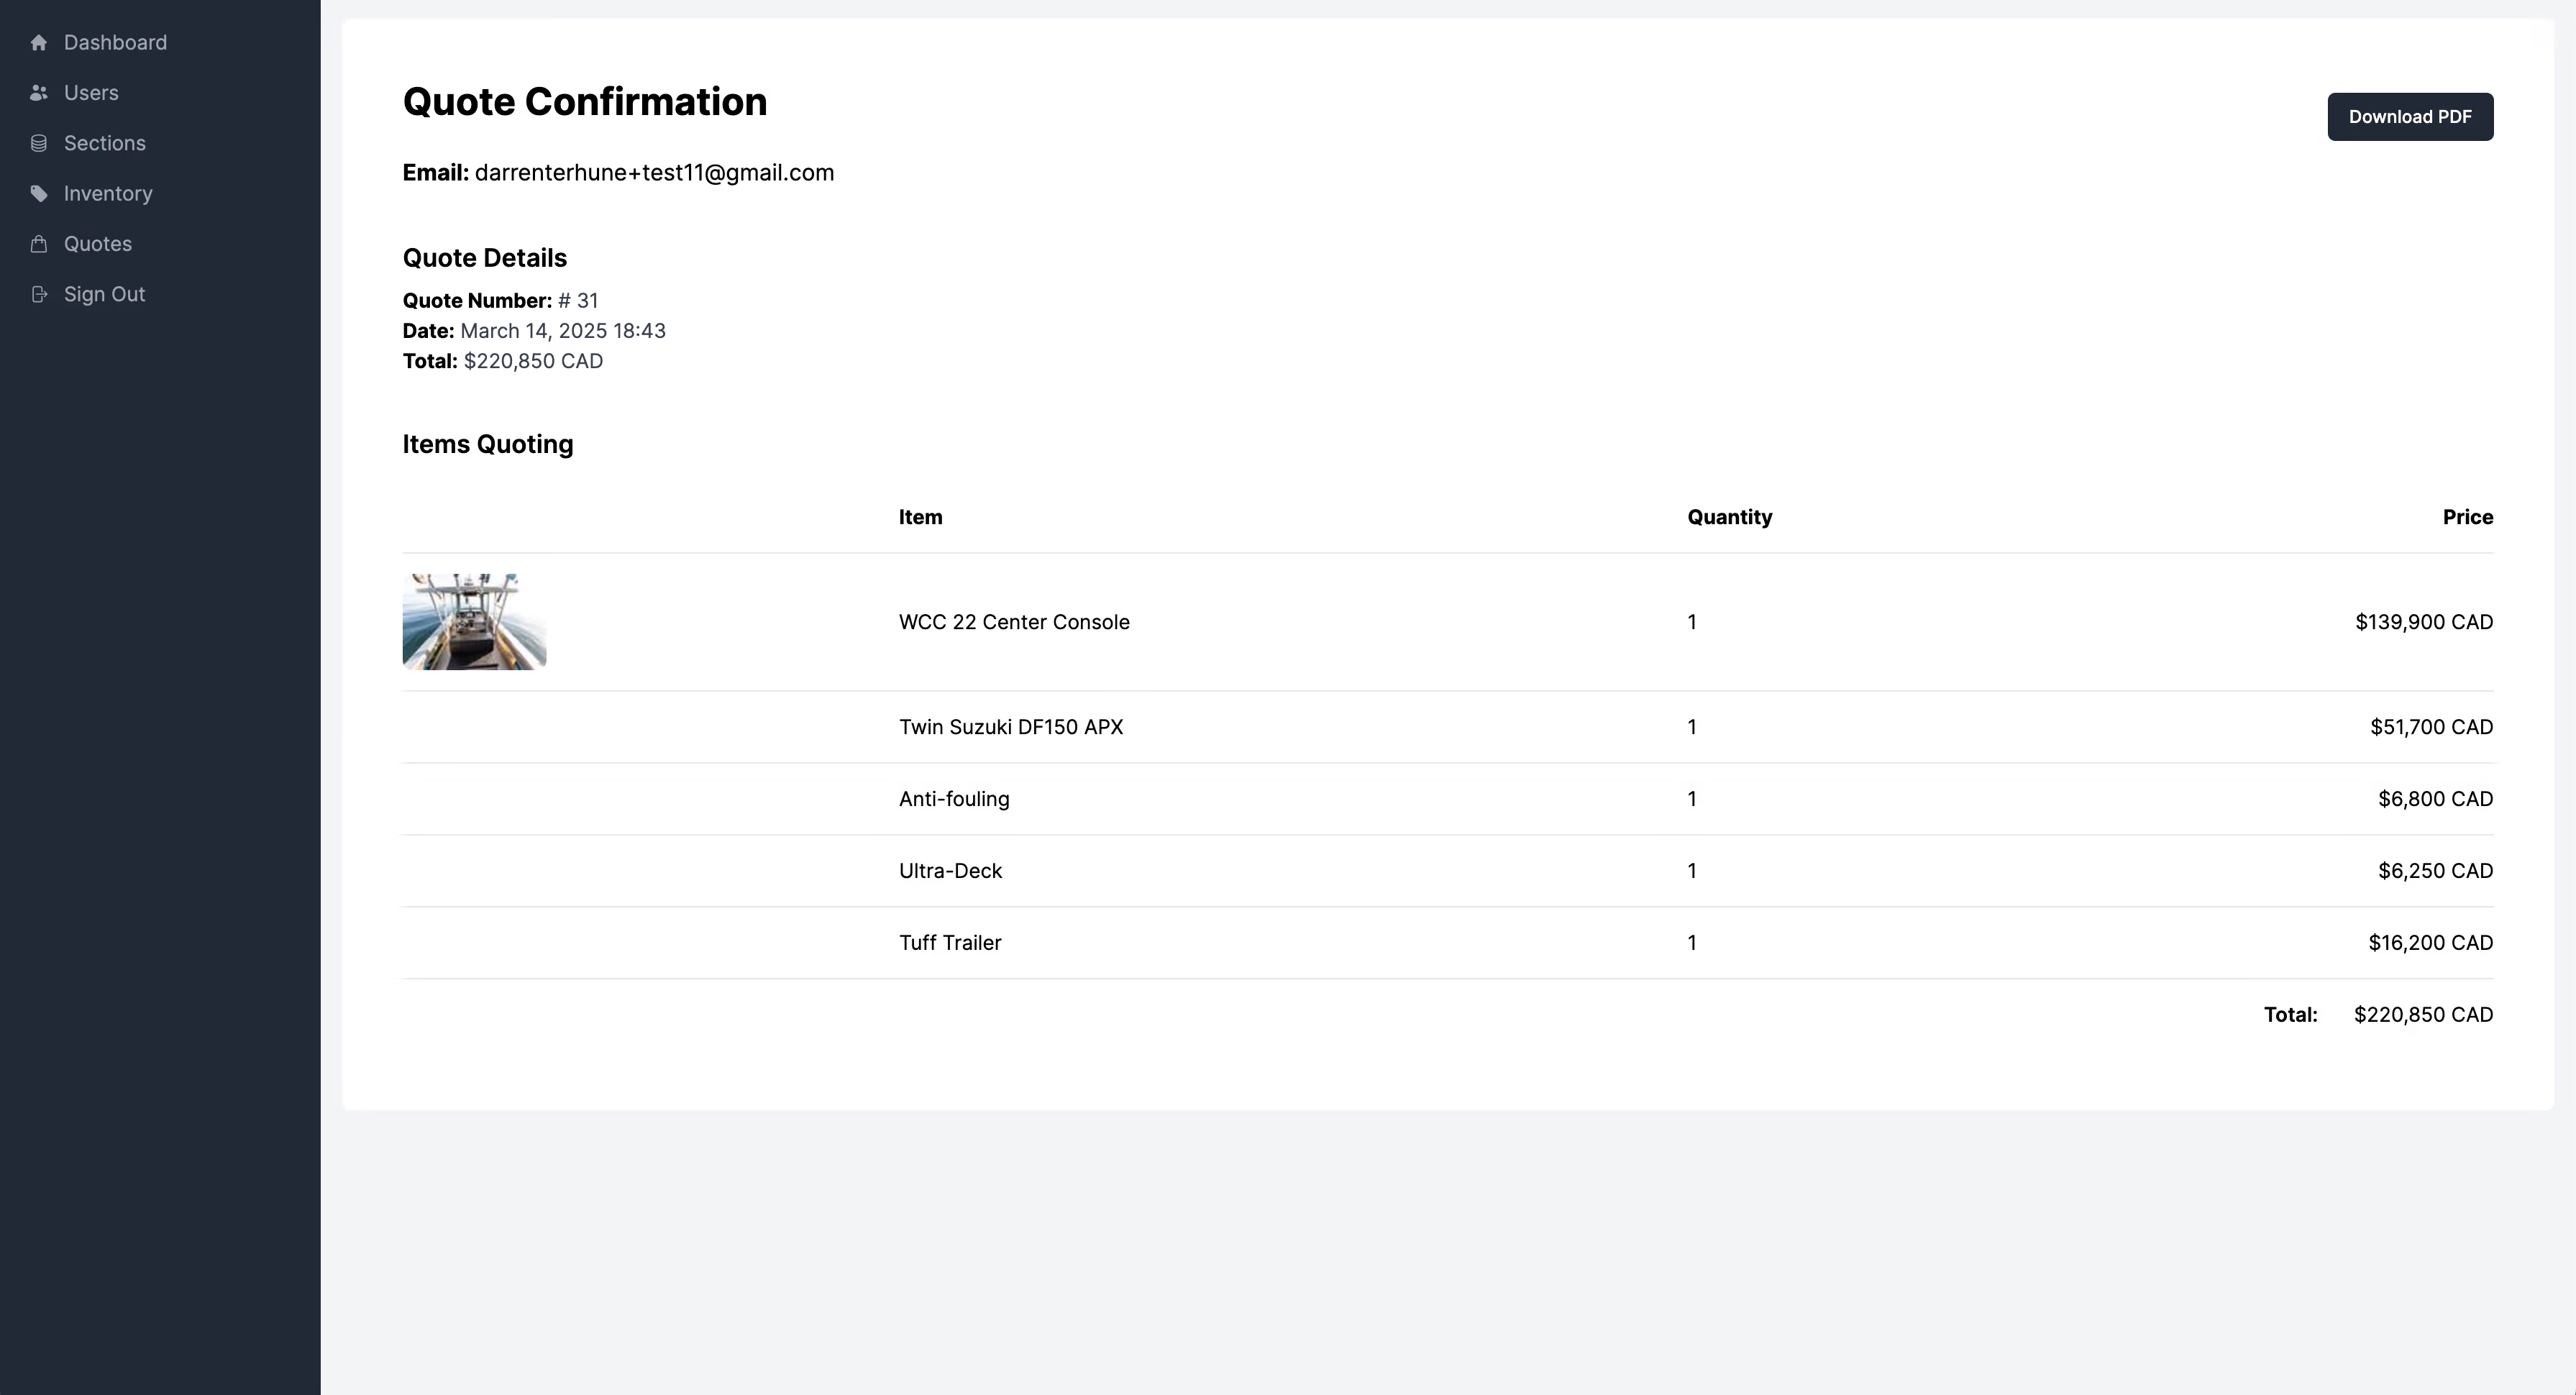 Dashboard
Users
Sections
Inventory
Quotes
Sign Out
Quote Confirmation
Download PDF
Email: darrenterhune+test11@gmail.com
Quote Details
Quote Number: # 31
Date: March 14, 2025 18:43
Total: $220,850 CAD
Items Quoting
Item Quantity Price
WCC 22 Center Console 1 $139,900 CAD
Twin Suzuki DF150 APX 1 $51,700 CAD
Anti-fouling 1 $6,800 CAD
Ultra-Deck 1 $6,250 CAD
Tuff Trailer 1 $16,200 CAD
Total: $220,850 CAD